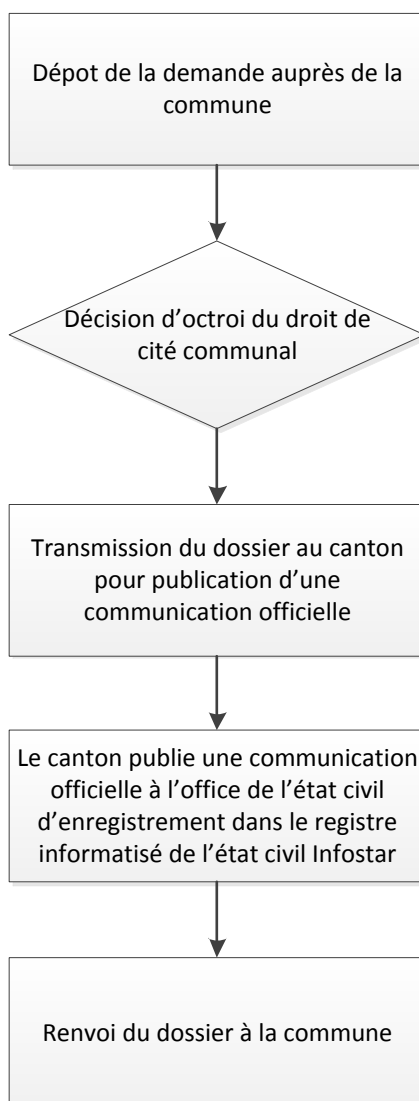 Dépot de la demande auprès de la
commune
Décision d’octroi du droit de
cité communal
Transmission du dossier au canton
pour publication d’une
communication officielle
Le canton publie une communication
officielle à l’office de l’état civil
d’enregistrement dans le registre
informatisé de l’état civil Infostar
Renvoi du dossier à la commune